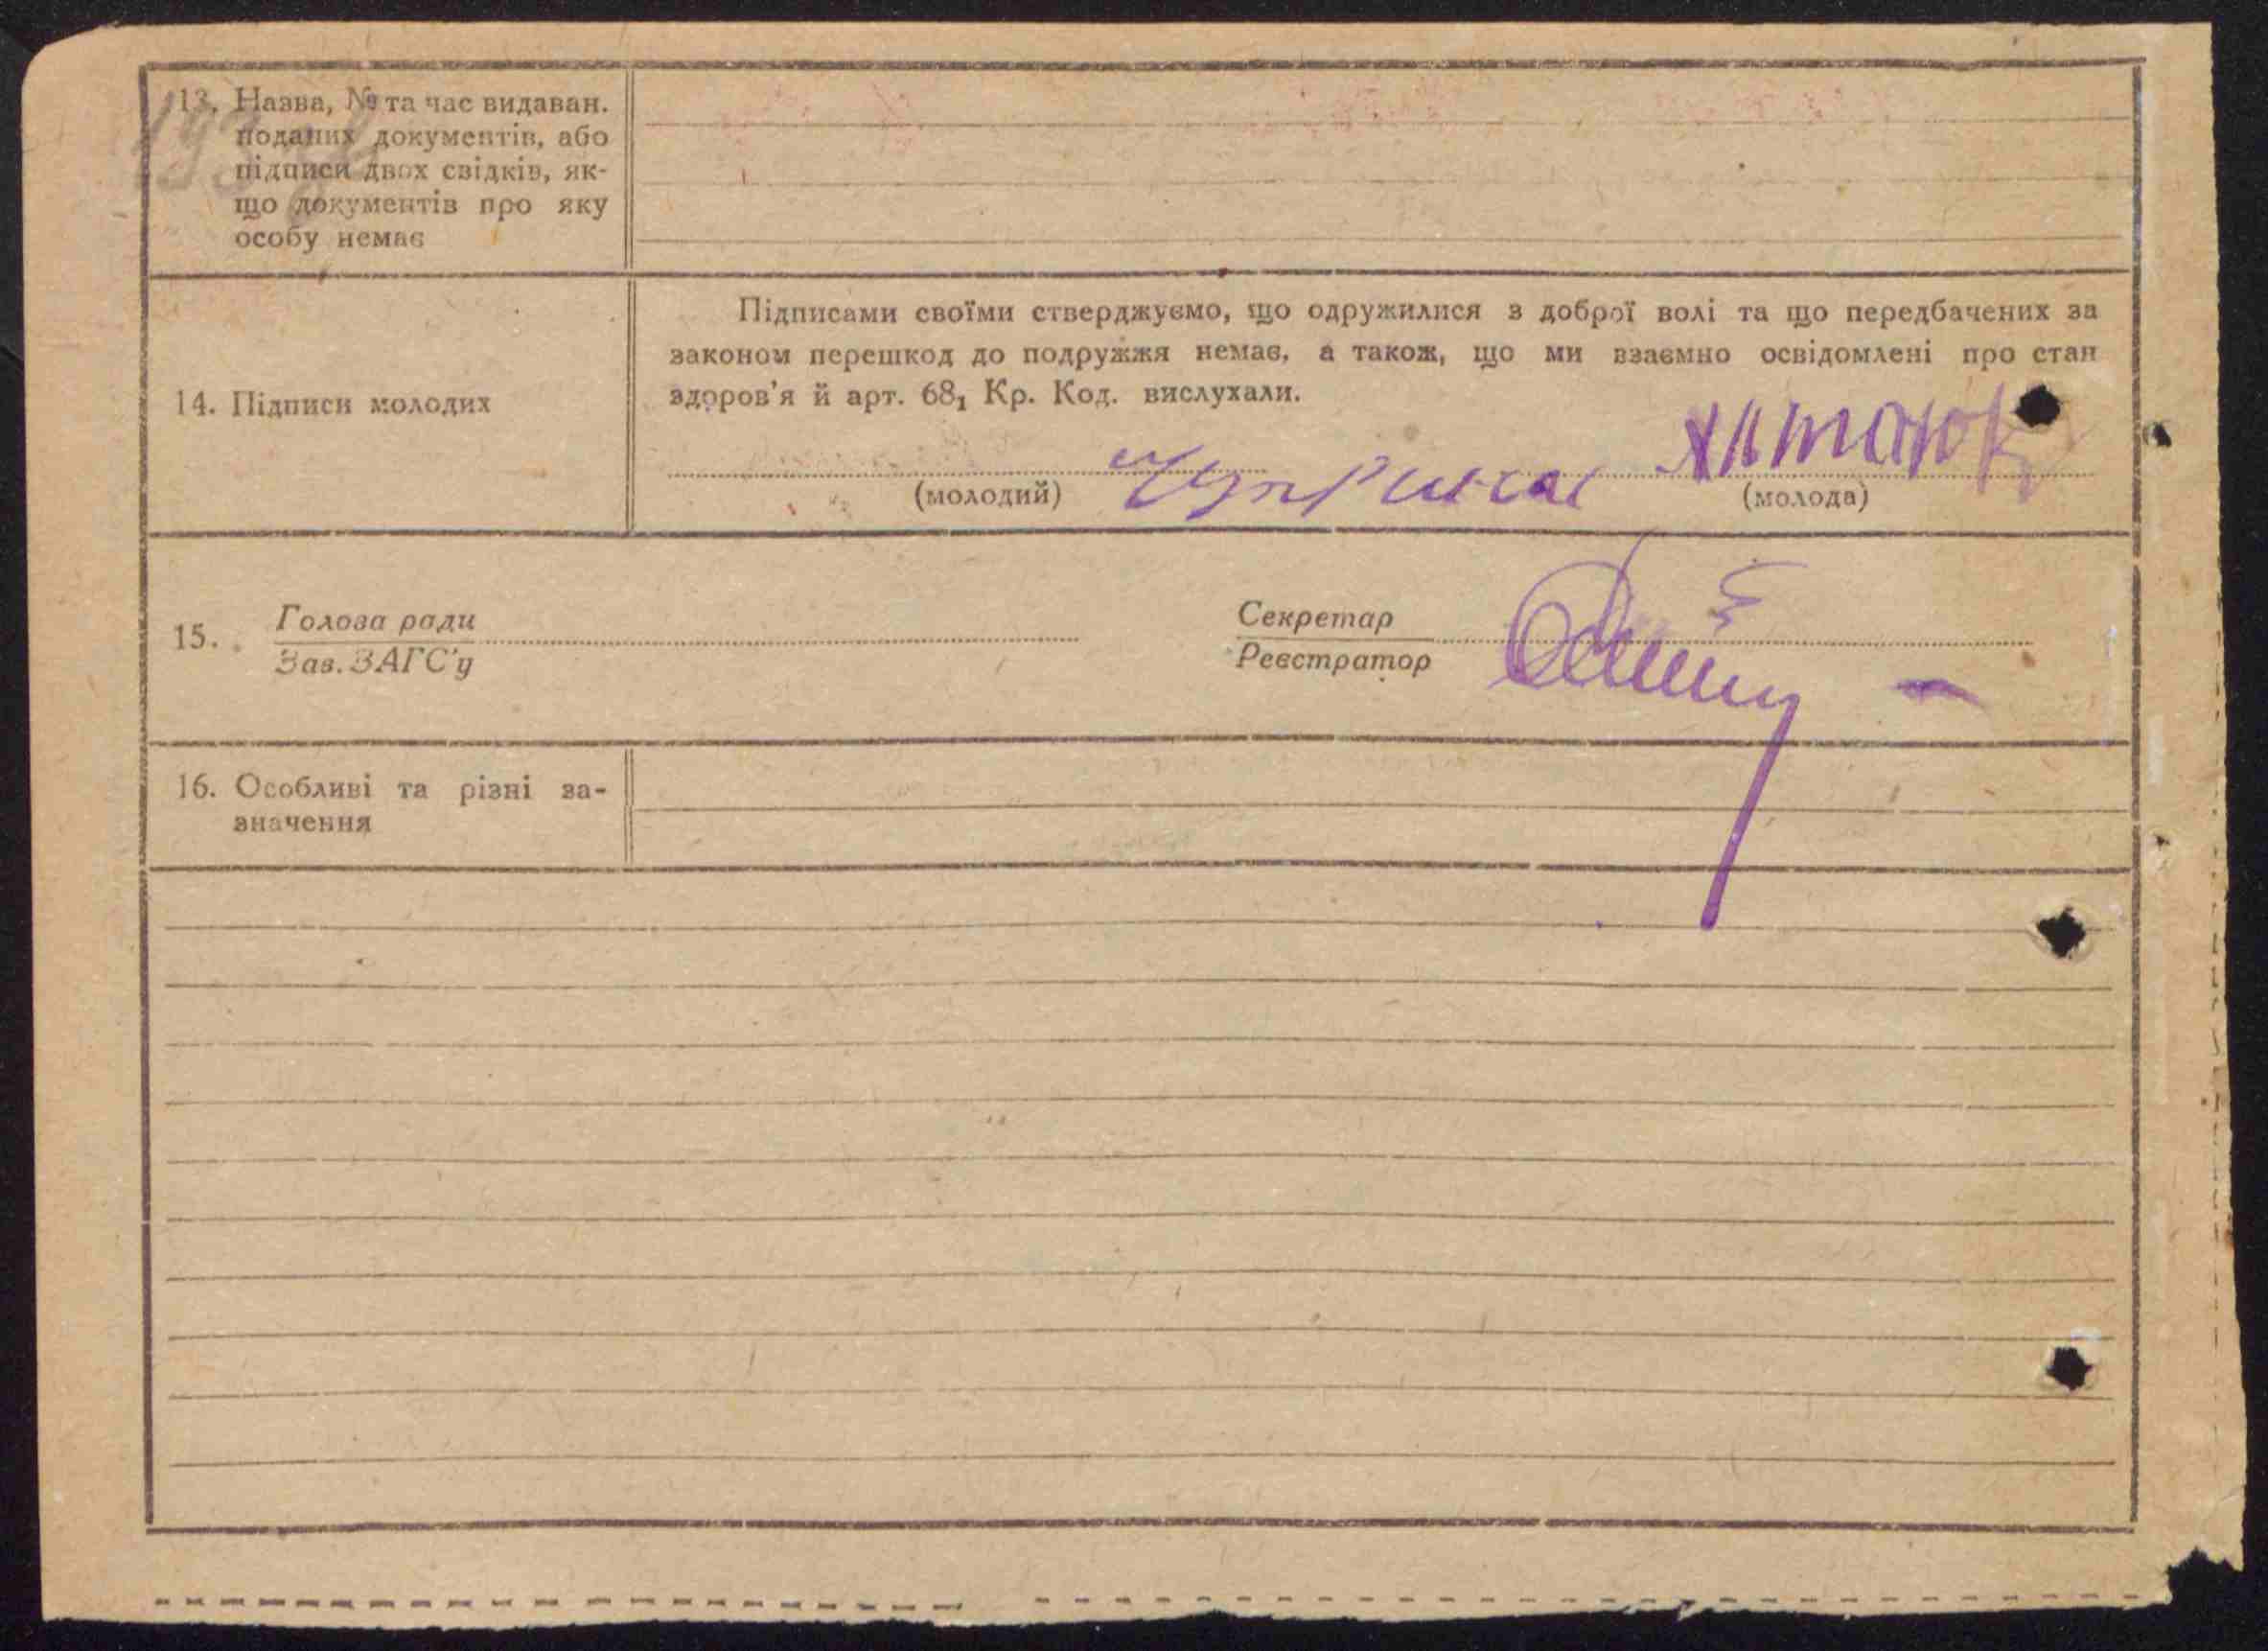 13. Назва, № та час видаван.
поданих документів, або
підписи двох свідків, як-
що документів про яку
особу немає
Підписами своїми стверджуємо, що одружилися з доброї волі та що передбачених за
законом перешкод до подружжя немає, а також, що ми взаємно освідомлені про стан
здоров'я й арт. 68₁ Кр. Код. вислухали.
14. Підписи молодих
Чуприна
(молодий) (молода)
15. Голова ради Секретар
Зав. ЗАГС'у Реєстратор
16. Особливі та різні за-
значення